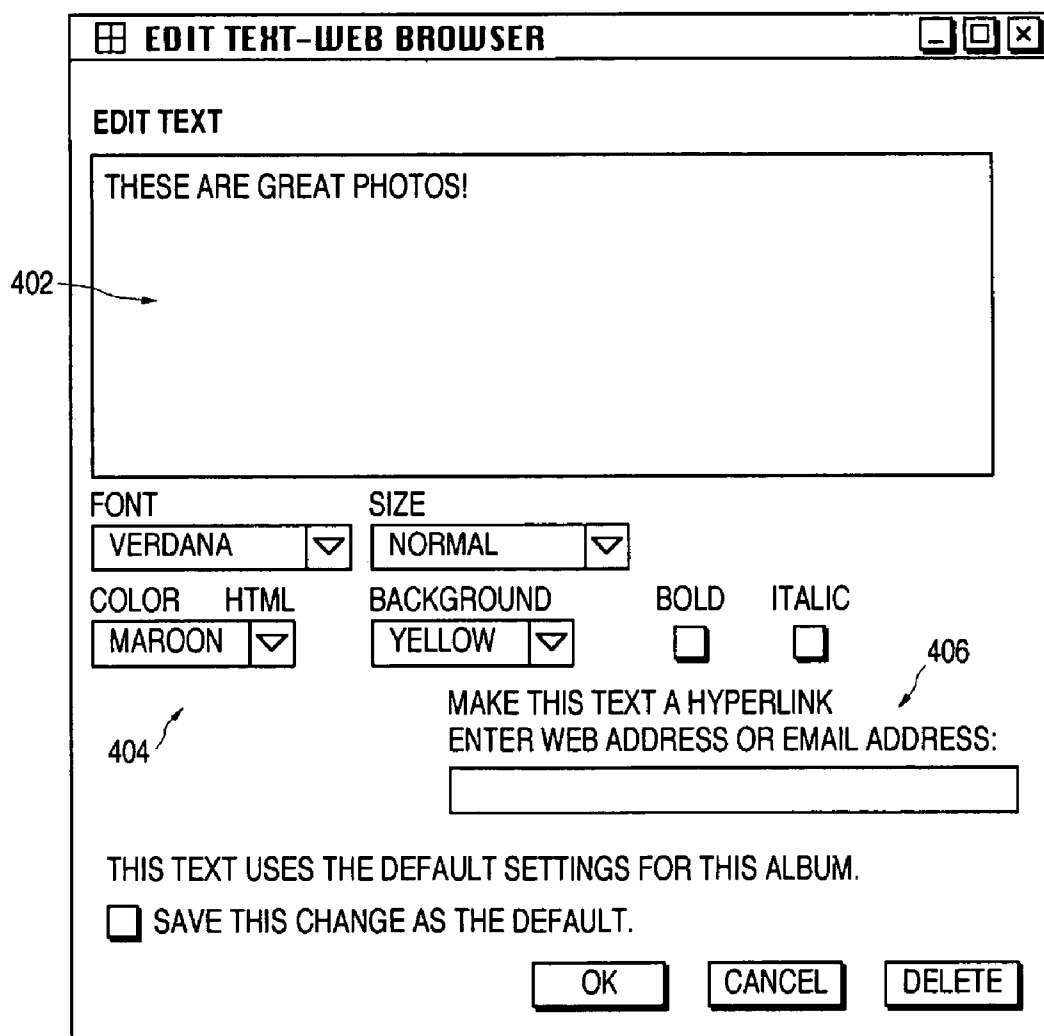 EDIT TEXT-WEB BROWSER
EDIT TEXT
THESE ARE GREAT PHOTOS!
402
FONT SIZE
VERDANA NORMAL
COLOR HTML BACKGROUND BOLD ITALIC
MAROON YELLOW
406
MAKE THIS TEXT A HYPERLINK
404
ENTER WEB ADDRESS OR EMAIL ADDRESS:
THIS TEXT USES THE DEFAULT SETTINGS FOR THIS ALBUM.
SAVE THIS CHANGE AS THE DEFAULT.
OK CANCEL DELETE